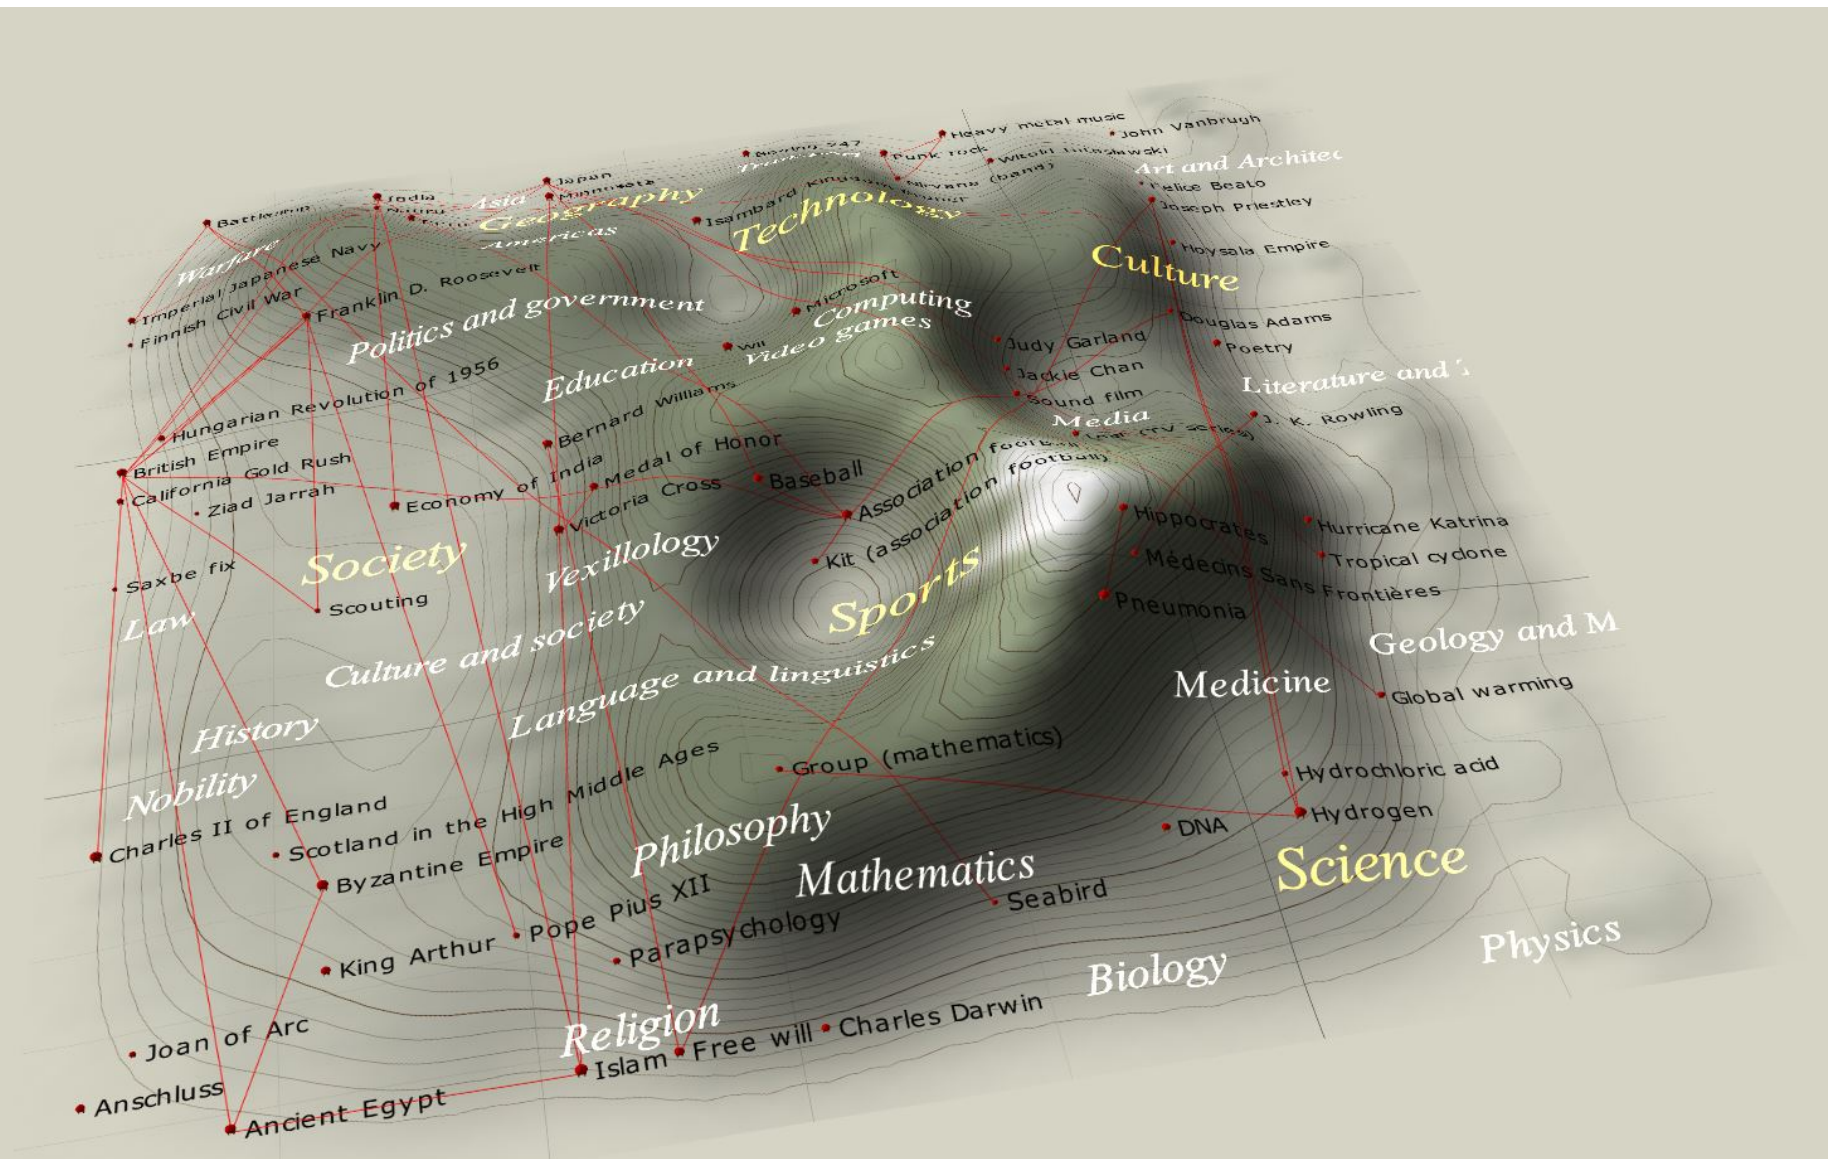 Heavy metal music
John Vanbrugh
Punk rock
Nirvana (band)
Art and Architec
Felice Beato
Joseph Priestley
Japan
Minnesota
India
Asia
Geography
Americas
Isambard Kingdom
Technology
Hoysala Empire
Culture
Warfare
Imperial Japanese Navy
Finnish Civil War
Franklin D. Roosevelt
Politics and government
Microsoft
Computing
Video games
Wii
Education
Douglas Adams
Poetry
Judy Garland
Jackie Chan
Sound film
Media
Literature and
J. K. Rowling
Hungarian Revolution of 1956
British Empire
California Gold Rush
Ziad Jarrah
Bernard Williams
Economy of India
Medal of Honor
Victoria Cross
Baseball
Association football
Kit (association football)
Hippocrates
Médecins Sans Frontières
Pneumonia
Hurricane Katrina
Tropical cyclone
Saxbe fix
Society
Scouting
Law
Vexillology
Sports
Culture and society
Language and linguistics
Geology and M
Medicine
Global warming
History
Nobility
Charles II of England
Scotland in the High Middle Ages
Byzantine Empire
Group (mathematics)
Hydrochloric acid
Hydrogen
DNA
Science
Philosophy
Mathematics
Seabird
King Arthur
Pope Pius XII
Parapsychology
Physics
Biology
Religion
Joan of Arc
Islam
Free will
Charles Darwin
Anschluss
Ancient Egypt